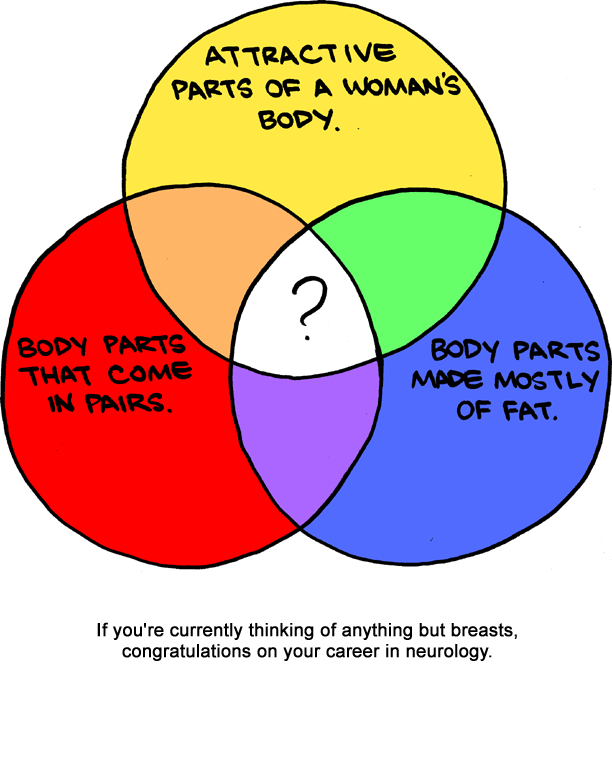 ATTRACTIVE
PARTS OF A WOMAN'S
BODY.
?
BODY PARTS
THAT COME
IN PAIRS.
BODY PARTS
MADE MOSTLY
OF FAT.
If you're currently thinking of anything but breasts,
congratulations on your career in neurology.